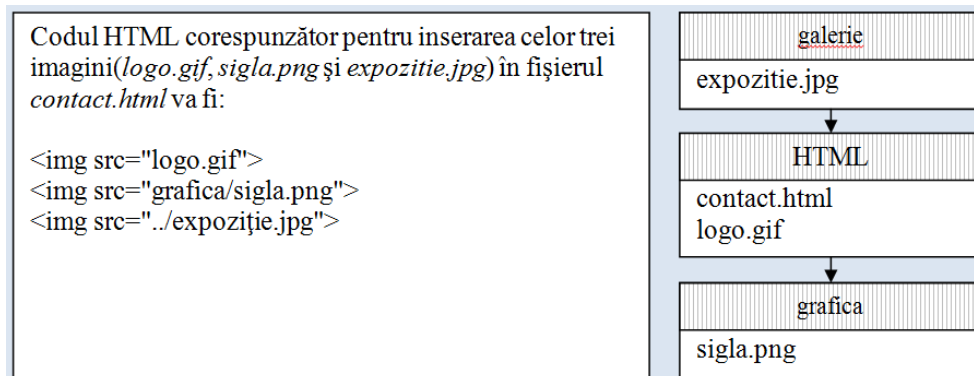 Codul HTML corespunzător pentru inserarea celor trei
imagini(logo.gif, sigla.png şi expozitie.jpg) în fişierul
contact.html va fi:
<img src="logo.gif">
<img src="grafica/sigla.png">
<img src="../expoziţie.jpg">
galerie
expozitie.jpg
HTML
contact.html
logo.gif
grafica
sigla.png